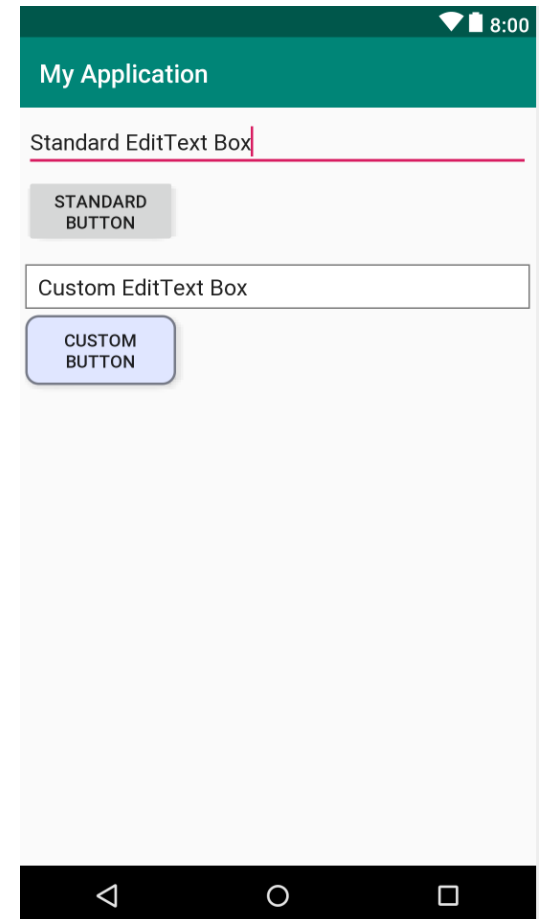 8:00
My Application
Standard EditText Box
STANDARD
BUTTON
Custom EditText Box
CUSTOM
BUTTON